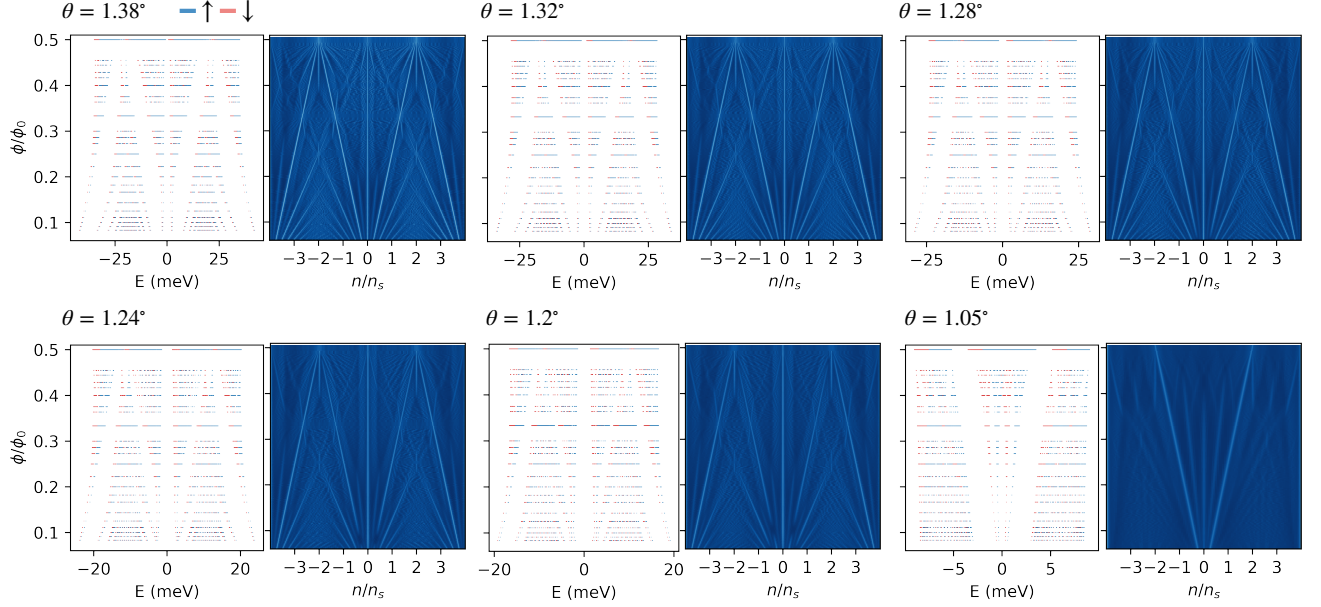 θ = 1.38° ↑ ↓
θ = 1.32°
θ = 1.28°
0.5
0.4
0.3
0.2
0.1
ϕ/ϕ₀
−25 0 25
E (meV)
−3 −2 −1 0 1 2 3
n/nₛ
−25 0 25
E (meV)
−3 −2 −1 0 1 2 3
n/nₛ
−25 0 25
E (meV)
−3 −2 −1 0 1 2 3
n/nₛ
θ = 1.24°
θ = 1.2°
θ = 1.05°
0.5
0.4
0.3
0.2
0.1
ϕ/ϕ₀
−20 0 20
E (meV)
−3 −2 −1 0 1 2 3
n/nₛ
−20 0 20
E (meV)
−3 −2 −1 0 1 2 3
n/nₛ
−5 0 5
E (meV)
−3 −2 −1 0 1 2 3
n/nₛ